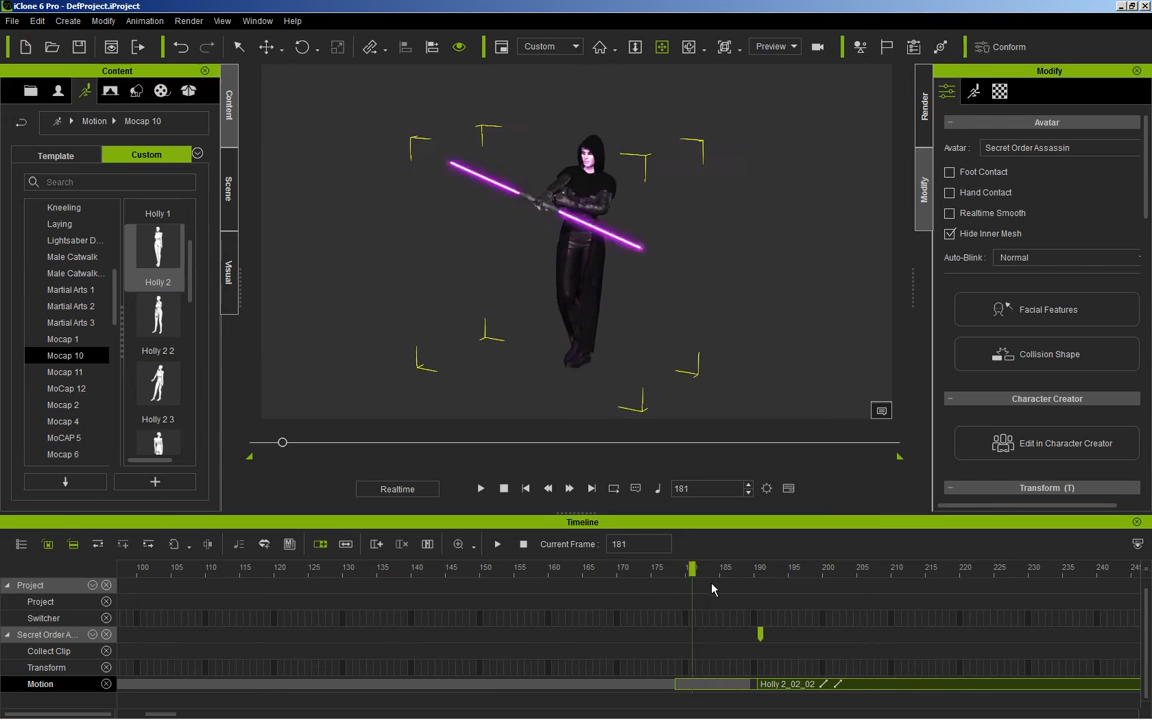 iClone 6 Pro - DefProject.iProject
File Edit Create Modify Animation Render View Window Help
Custom Preview Conform
Content
Motion Mocap 10
Template Custom
Search
Kneeling
Laying
Lightsaber D...
Male Catwalk
Male Catwalk...
Martial Arts 1
Martial Arts 2
Martial Arts 3
Mocap 1
Mocap 10
Mocap 11
MoCap 12
Mocap 2
Mocap 4
MoCAP 5
Mocap 6
Holly 1
Holly 2
Holly 2 2
Holly 2 3
Content
Scene
Visual
Realtime
181
Render
Modify
Modify
Avatar
Avatar : Secret Order Assassin
Foot Contact
Hand Contact
Realtime Smooth
Hide Inner Mesh
Auto-Blink : Normal
Facial Features
Collision Shape
Character Creator
Edit in Character Creator
Transform (T)
Timeline
Current Frame : 181
100 105 110 115 120 125 130 135 140 145 150 155 160 165 170 175 185 190 195 200 205 210 215 220 225 230 235 240
Project
Project
Switcher
Secret Order A...
Collect Clip
Transform
Motion Holly 2_02_02